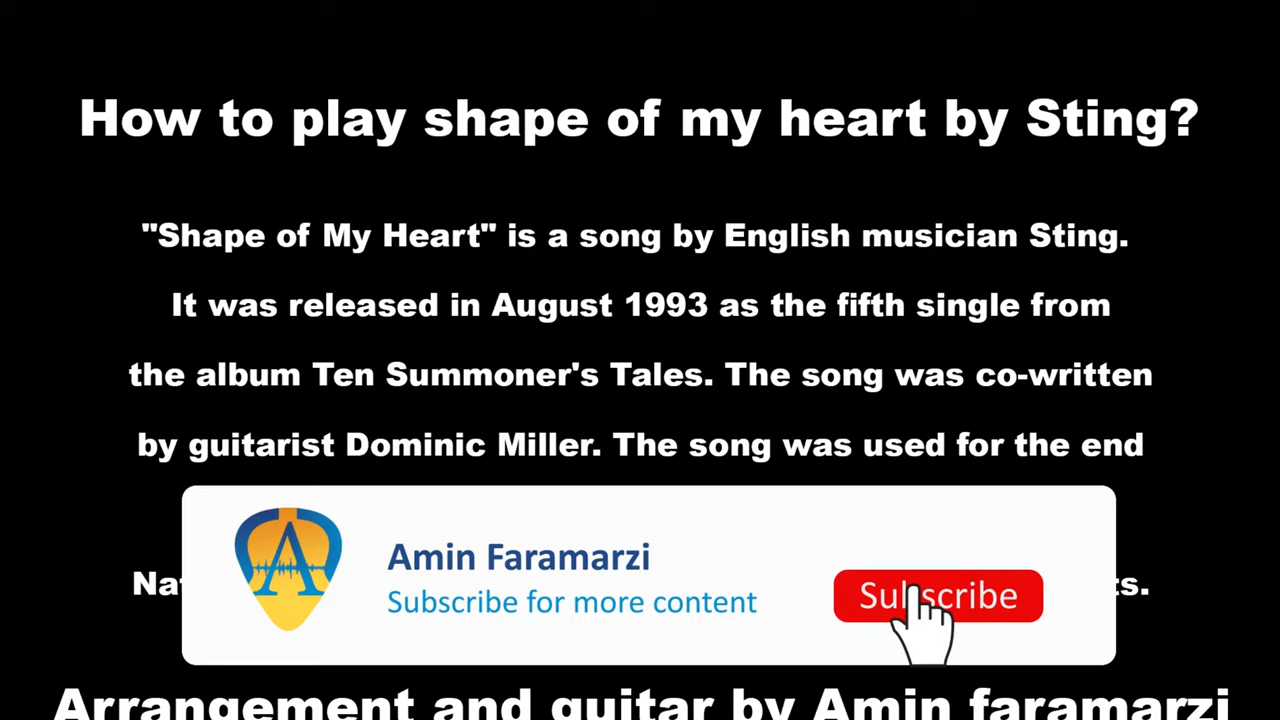 How to play shape of my heart by Sting?
"Shape of My Heart" is a song by English musician Sting.
It was released in August 1993 as the fifth single from
the album Ten Summoner's Tales. The song was co-written
by guitarist Dominic Miller. The song was used for the end
A
Amin Faramarzi
Subscribe for more content
Subscribe
Arrangement and guitar by Amin faramarzi